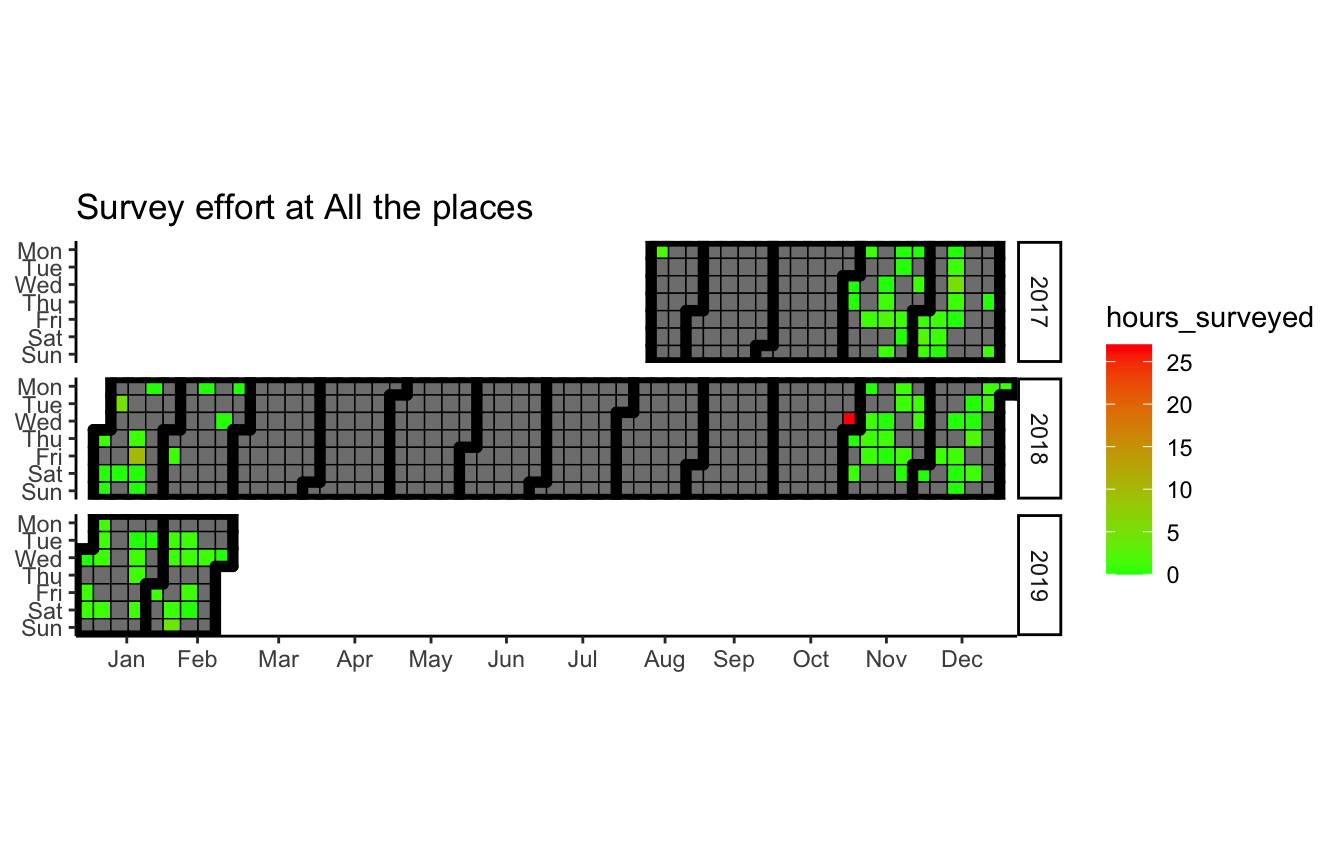 Survey effort at All the places
Mon
Tue
Wed
Thu
Fri
Sat
Sun
2017
Mon
Tue
Wed
Thu
Fri
Sat
Sun
2018
Mon
Tue
Wed
Thu
Fri
Sat
Sun
2019
Jan Feb Mar Apr May Jun Jul Aug Sep Oct Nov Dec
hours_surveyed
25
20
15
10
5
0